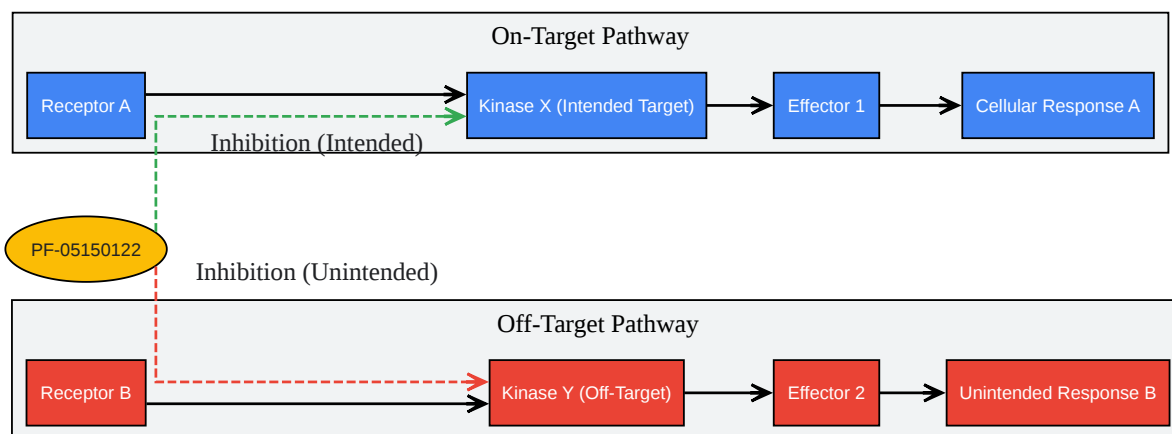 On-Target Pathway
Receptor A
Kinase X (Intended Target)
Effector 1
Cellular Response A
Inhibition (Intended)
PF-05150122
Inhibition (Unintended)
Off-Target Pathway
Receptor B
Kinase Y (Off-Target)
Effector 2
Unintended Response B